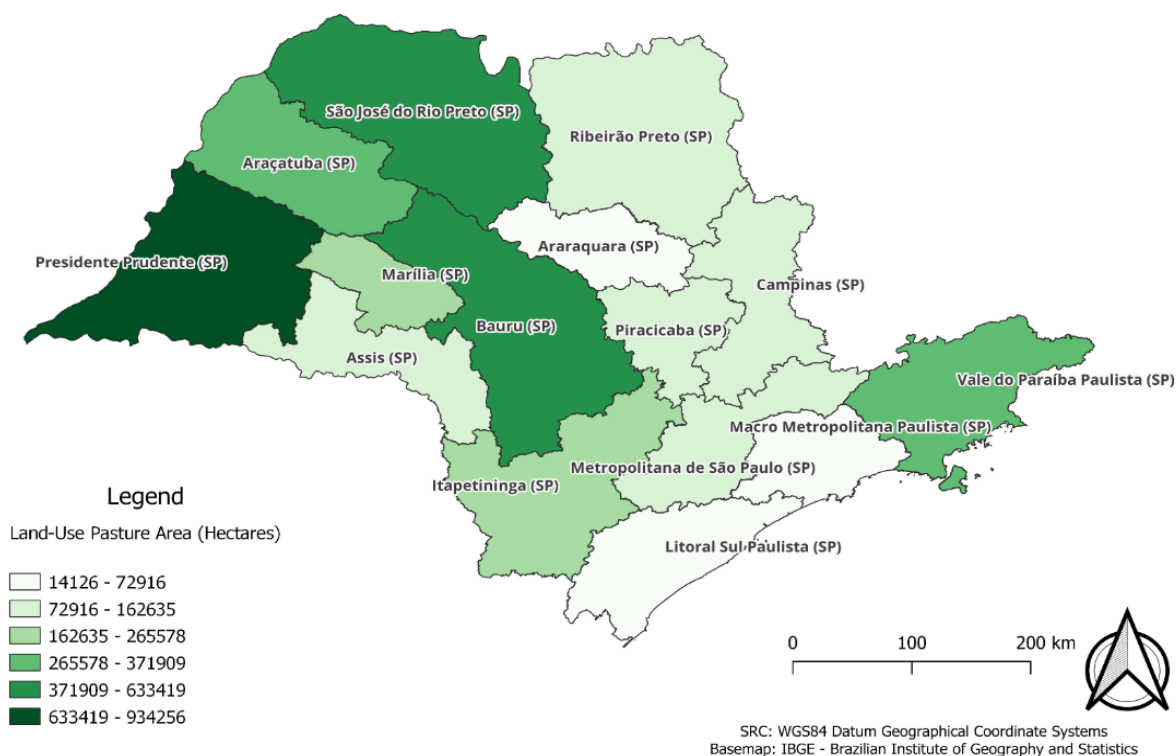 São José do Rio Preto (SP)
Ribeirão Preto (SP)
Araçatuba (SP)
Araraquara (SP)
Presidente Prudente (SP)
Marília (SP)
Campinas (SP)
Bauru (SP)
Piracicaba (SP)
Assis (SP)
Vale do Paraíba Paulista (SP)
Macro Metropolitana Paulista (SP)
Metropolitana de São Paulo (SP)
Itapetininga (SP)
Litoral Sul Paulista (SP)
Legend
Land-Use Pasture Area (Hectares)
14126 - 72916
72916 - 162635
162635 - 265578
265578 - 371909
371909 - 633419
633419 - 934256
0 100 200 km
SRC: WGS84 Datum Geographical Coordinate Systems
Basemap: IBGE - Brazilian Institute of Geography and Statistics